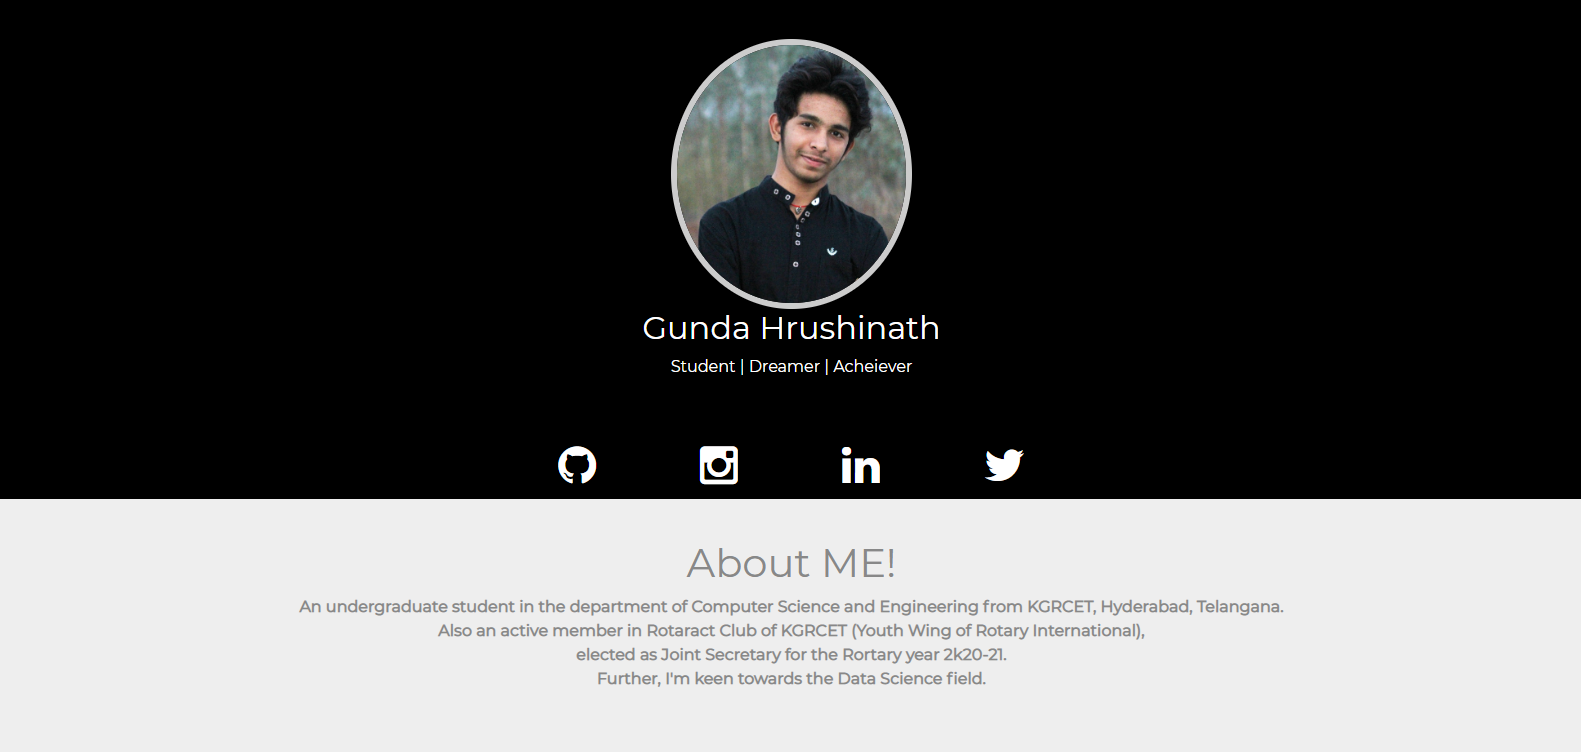 Gunda Hrushinath
Student | Dreamer | Acheiever
About ME!
An undergraduate student in the department of Computer Science and Engineering from KGRCET, Hyderabad, Telangana.
Also an active member in Rotaract Club of KGRCET (Youth Wing of Rotary International),
elected as Joint Secretary for the Rortary year 2k20-21.
Further, I'm keen towards the Data Science field.